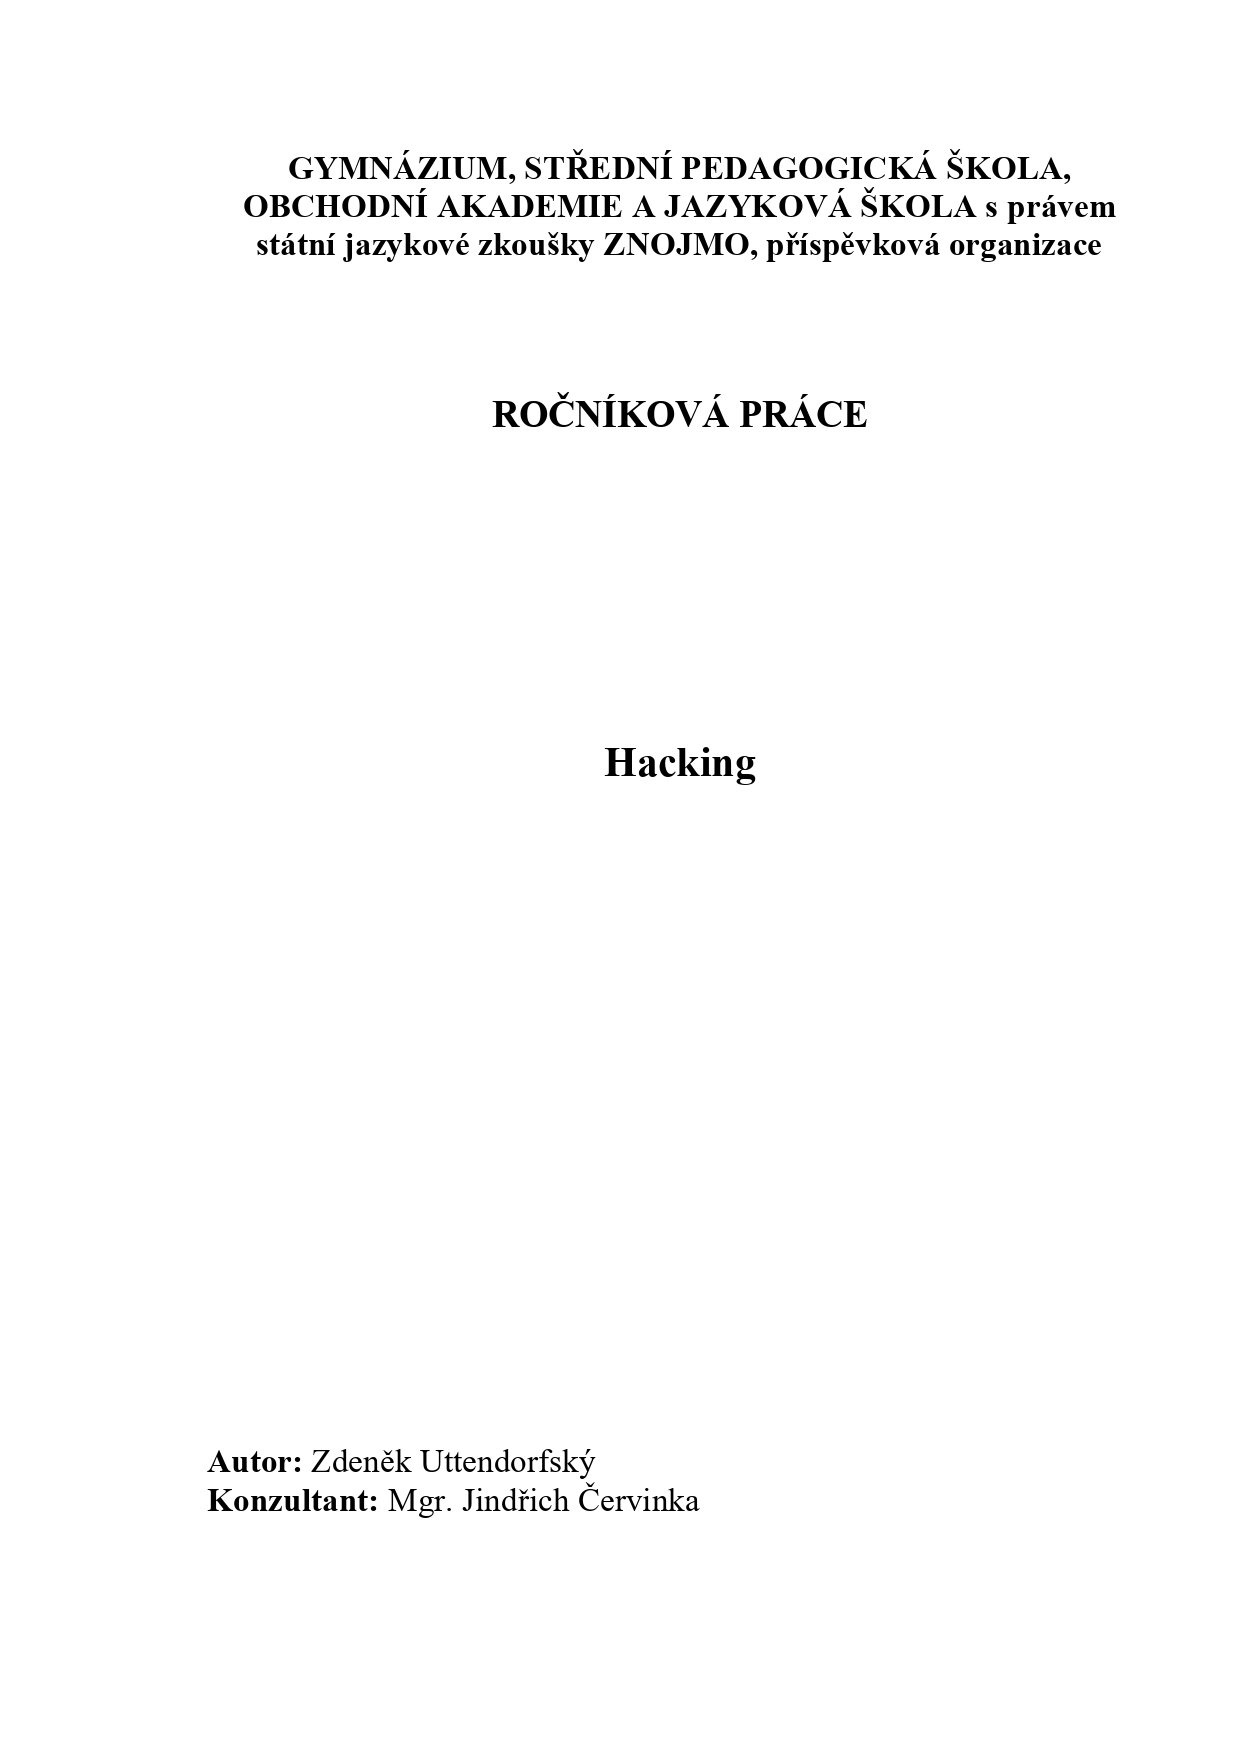 GYMNÁZIUM, STŘEDNÍ PEDAGOGICKÁ ŠKOLA,
OBCHODNÍ AKADEMIE A JAZYKOVÁ ŠKOLA s právem
státní jazykové zkoušky ZNOJMO, příspěvková organizace
ROČNÍKOVÁ PRÁCE
Hacking
Autor: Zdeněk Uttendorfský
Konzultant: Mgr. Jindřich Červinka